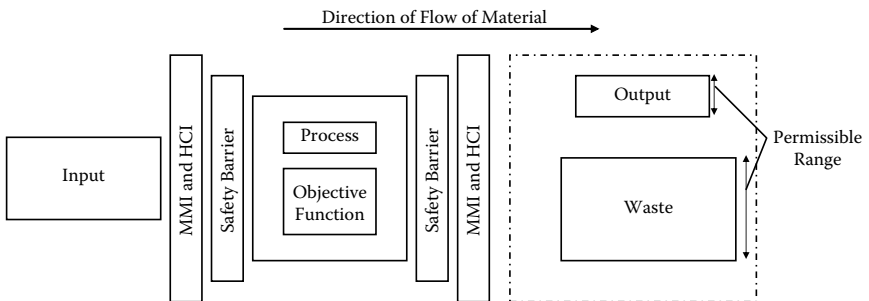 Direction of Flow of Material
Input
MMI and HCI
Safety Barrier
Process
Objective
Function
Safety Barrier
MMI and HCI
Output
Waste
Permissible
Range